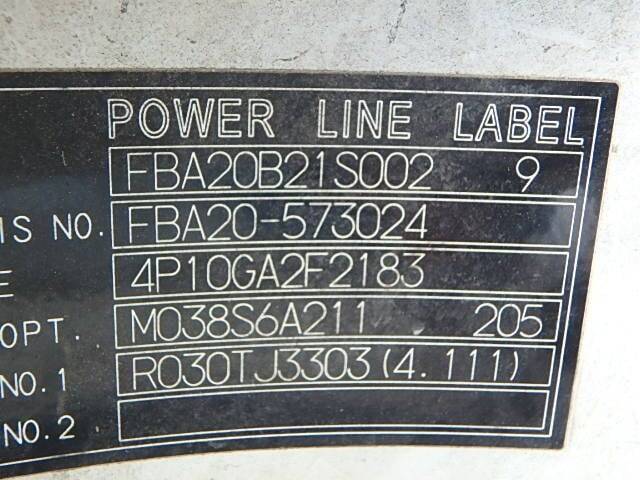 POWER LINE LABEL
FBA20B21S002 9
IS NO. FBA20-573024
E 4P10GA2F2183
OPT. M038S6A211 205
NO.1 R030TJ3303(4.111)
NO.2